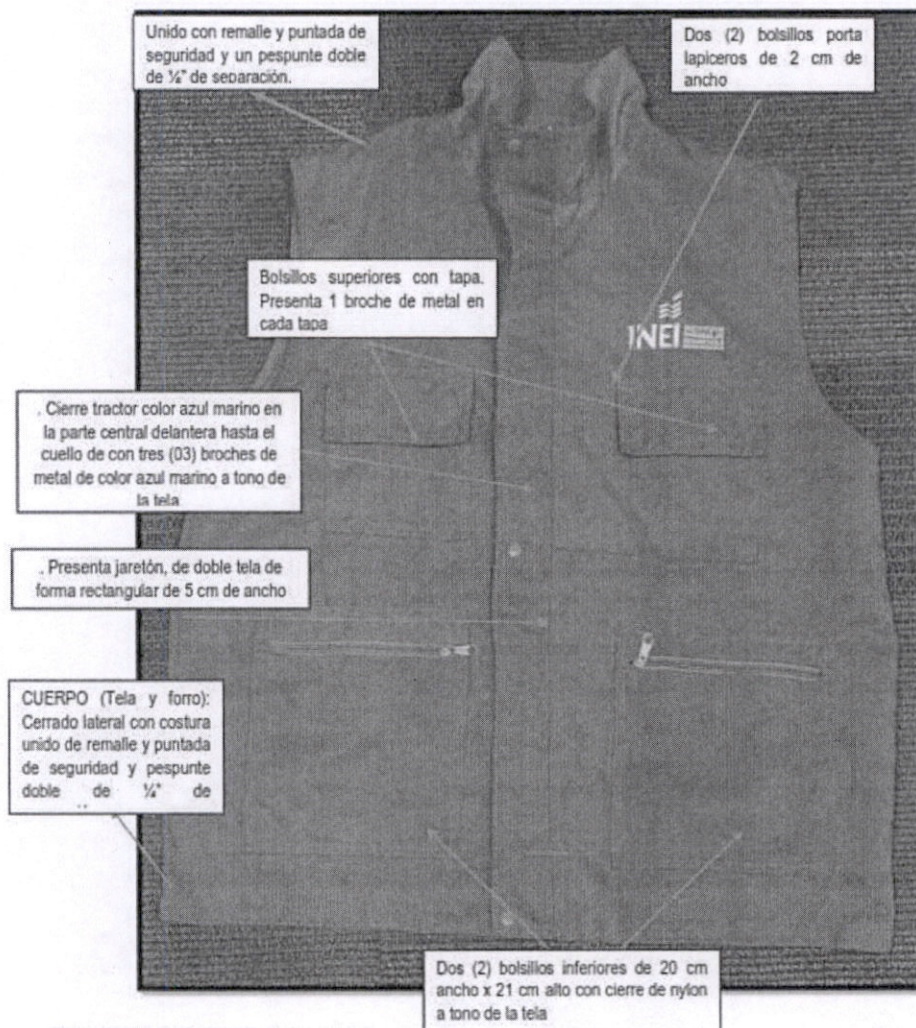 Unido con remalle y puntada de
seguridad y un pespunte doble
de ¼" de separación.
Dos (2) bolsillos porta
lapiceros de 2 cm de
ancho
Bolsillos superiores con tapa.
Presenta 1 broche de metal en
cada tapa
INEI
. Cierre tractor color azul marino en
la parte central delantera hasta el
cuello de con tres (03) broches de
metal de color azul marino a tono de
la tela
. Presenta jaretón, de doble tela de
forma rectangular de 5 cm de ancho
CUERPO (Tela y forro):
Cerrado lateral con costura
unido de remalle y puntada
de seguridad y pespunte
doble de ¼" de
Dos (2) bolsillos inferiores de 20 cm
ancho x 21 cm alto con cierre de nylon
a tono de la tela